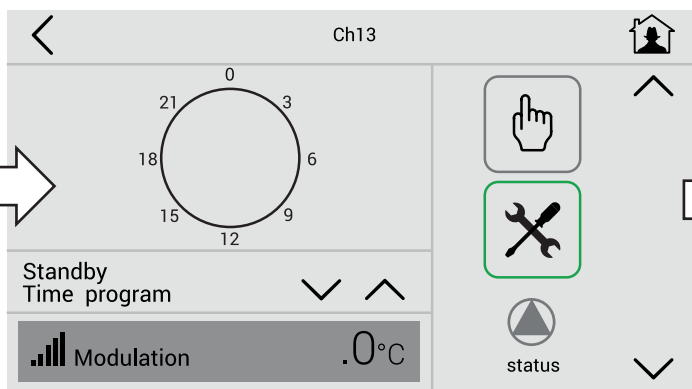 Ch13
0
21
3
18
6
15
9
12
Standby
Time program
Modulation
.0°C
status